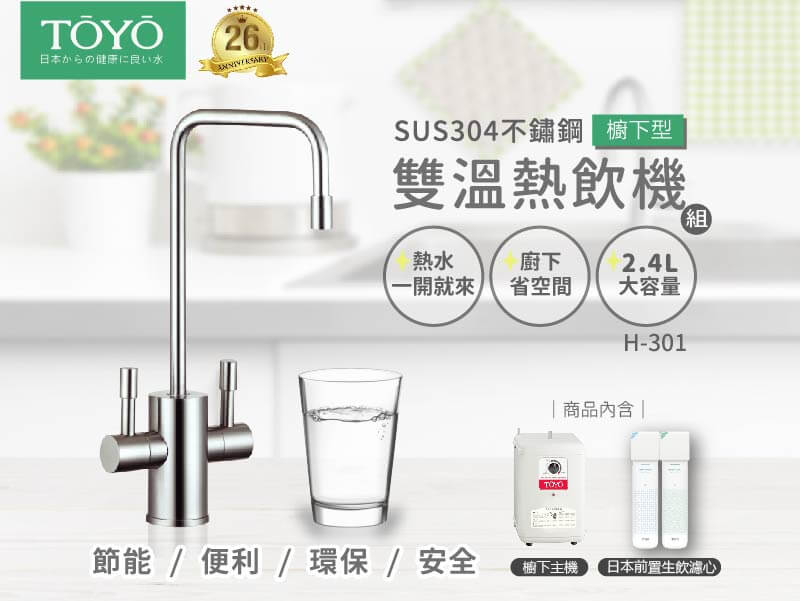 TŌYŌ
日本からの健康に良い水
26th
ANNIVERSARY
SUS304不鏽鋼
櫥下型
雙溫熱飲機
組
熱水
一開就來
廚下
省空間
2.4L
大容量
H-301
｜商品內含｜
TOYO
櫥下主機
日本前置生飲濾心
節能 / 便利 / 環保 / 安全